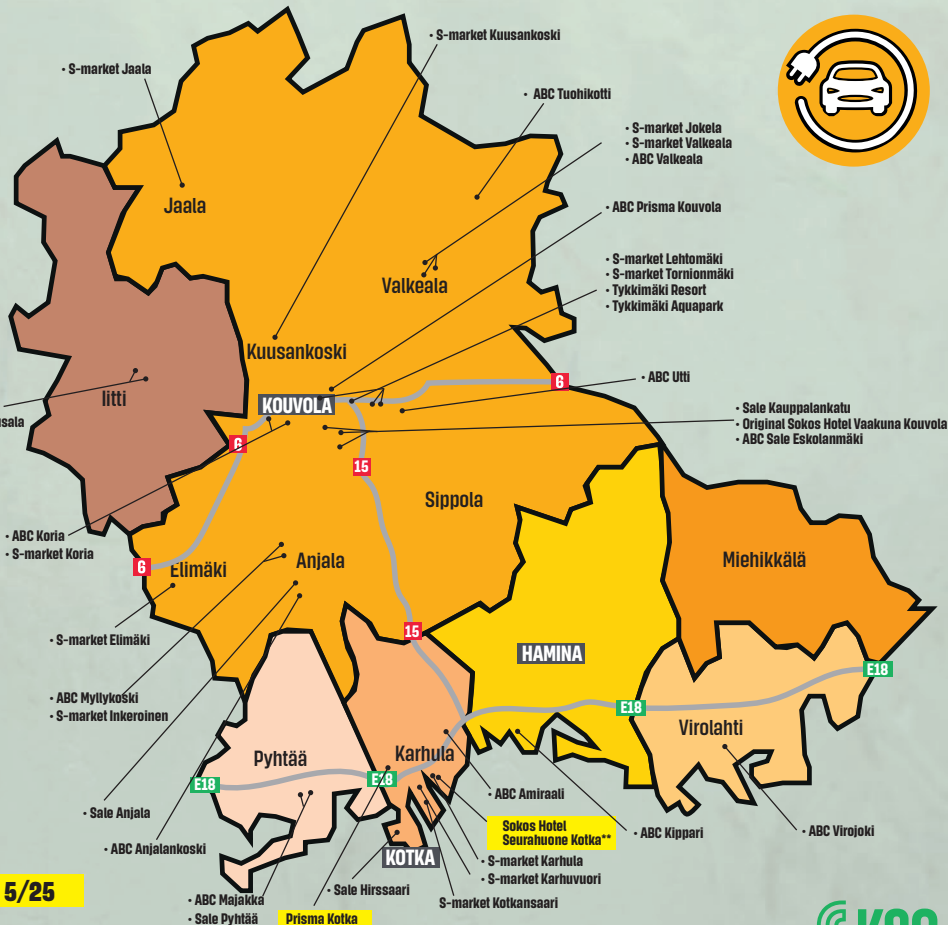 • S-market Kuusankoski
• S-market Jaala
• ABC Tuohikotti
• S-market Jokela
• S-market Valkeala
• ABC Valkeala
Jaala
• ABC Prisma Kouvola
• S-market Lehtomäki
• S-market Tornionmäki
• Tykkimäki Resort
• Tykkimäki Aquapark
Valkeala
Kuusankoski
6
• ABC Utti
Iitti
KOUVOLA
• Sale Kauppalankatu
• Original Sokos Hotel Vaakuna Kouvola
• ABC Sale Eskolanmäki
usala
6
15
Sippola
• ABC Koria
• S-market Koria
6
Elimäki
Anjala
Miehikkälä
• S-market Elimäki
15
HAMINA
E18
• ABC Myllykoski
• S-market Inkeroinen
E18
Virolahti
Pyhtää
Karhula
E18
E18
• Sale Anjala
• ABC Amiraali
Sokos Hotel
Seurahuone Kotka**
• ABC Kippari
• ABC Virojoki
• ABC Anjalankoski
KOTKA
• S-market Karhula
• S-market Karhuvuori
5/25
• Sale Hirssaari
• ABC Majakka
S-market Kotkansaari
• Sale Pyhtää
Prisma Kotka